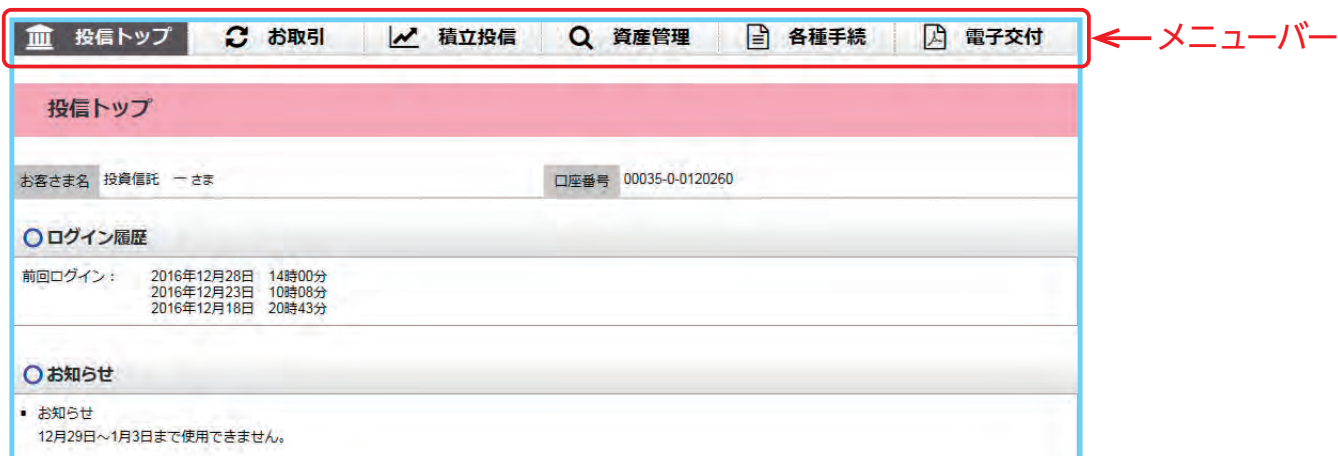 投信トップ お取引 積立投信 資産管理 各種手続 電子交付
メニューバー
投信トップ
お客さま名 投資信託 一 さま 口座番号 00035-0-0120260
ログイン履歴
前回ログイン: 2016年12月28日 14時00分
2016年12月23日 10時08分
2016年12月18日 20時43分
お知らせ
▪ お知らせ
12月29日~1月3日まで使用できません。